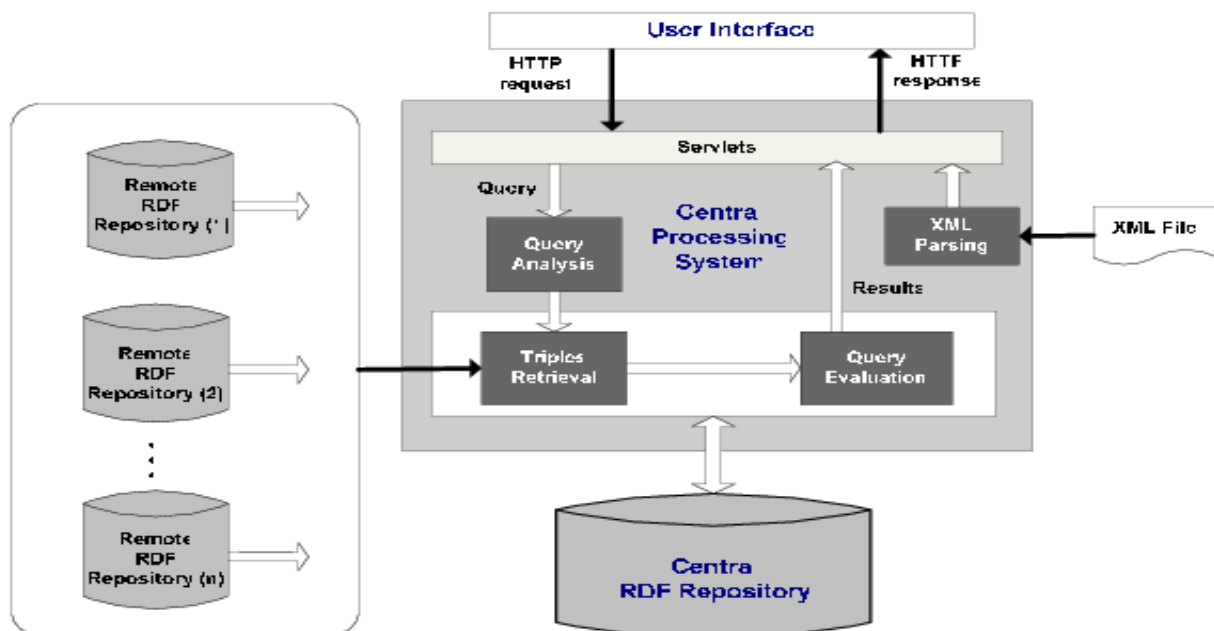 User Interface
HTTP
request
HTTP
response
Servlets
Query
Query
Analysis
Centra
Processing
System
XML
Parsing
XML File
Results
Triples
Retrieval
Query
Evaluation
Remote
RDF
Repository (1)
Remote
RDF
Repository (2)
Remote
RDF
Repository (n)
Centra
RDF Repository